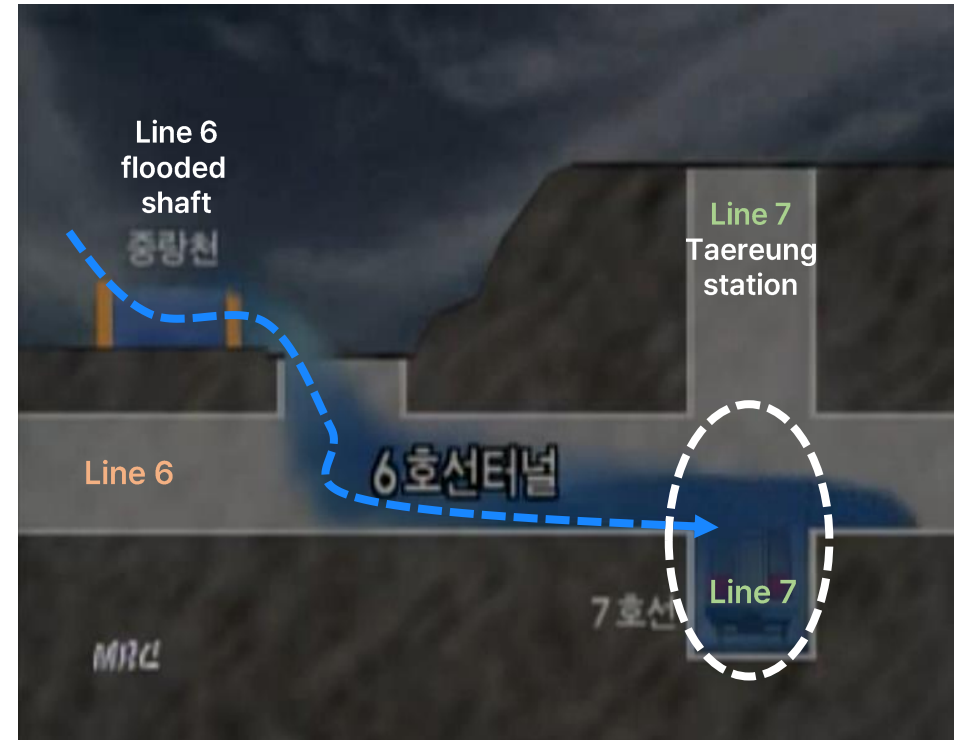 Line 6
flooded
shaft
중랑천
Line 7
Taereung
station
Line 6
6호선터널
7호선
Line 7
MBC